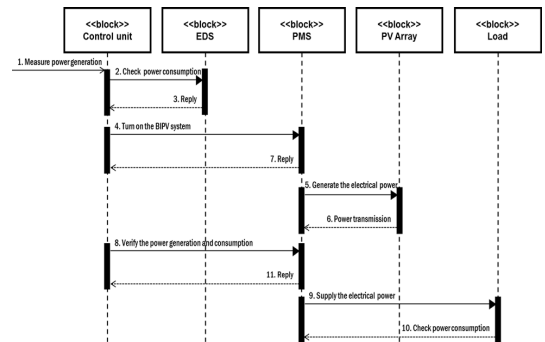 <<block>>
Control unit
<<block>>
EDS
<<block>>
PMS
<<block>>
PV Array
<<block>>
Load
1. Measure power generation
2. Check power consumption
3. Reply
4. Turn on the BIPV system
7. Reply
5. Generate the electrical power
6. Power transmission
8. Verify the power generation and consumption
11. Reply
9. Supply the electrical power
10. Check power consumption